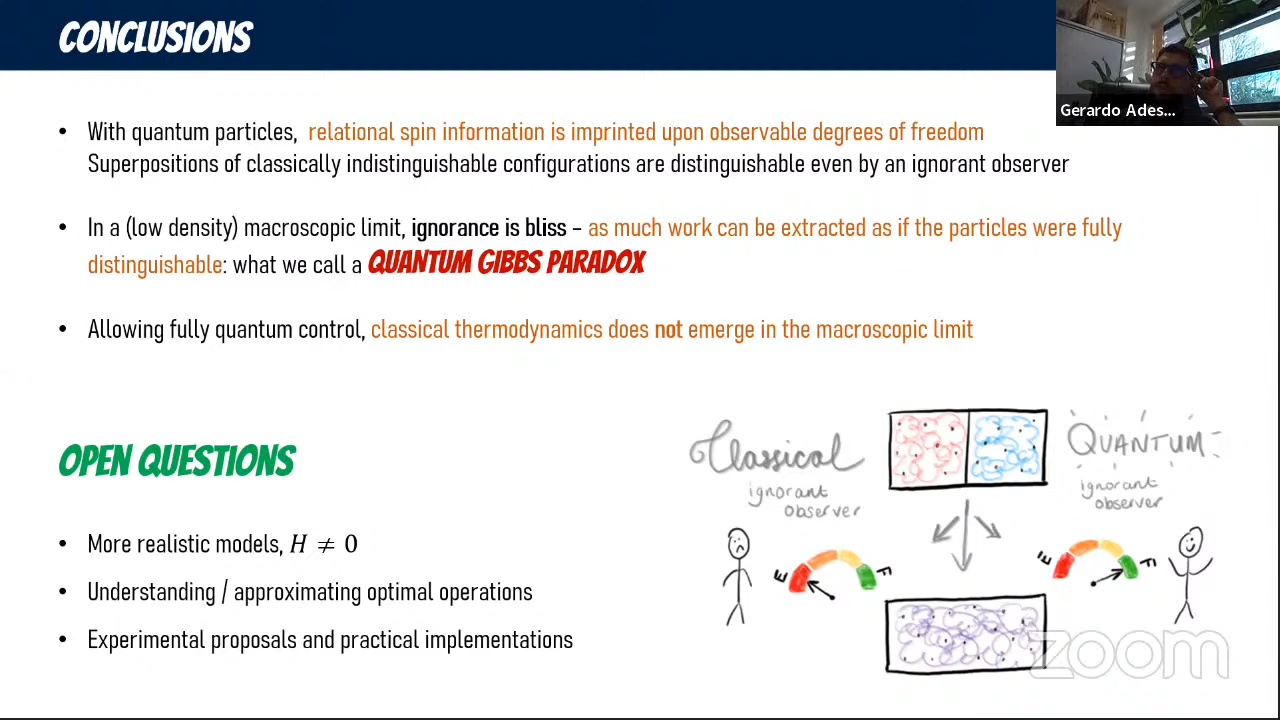 CONCLUSIONS
Gerardo Ades...
• With quantum particles, relational spin information is imprinted upon observable degrees of freedom
Superpositions of classically indistinguishable configurations are distinguishable even by an ignorant observer
• In a (low density) macroscopic limit, ignorance is bliss – as much work can be extracted as if the particles were fully
distinguishable: what we call a QUANTUM GIBBS PARADOX
• Allowing fully quantum control, classical thermodynamics does not emerge in the macroscopic limit
OPEN QUESTIONS
• More realistic models, H ≠ 0
• Understanding / approximating optimal operations
• Experimental proposals and practical implementations
Classical
ignorant
observer
QUANTUM
ignorant
observer
E F
E F
zoom